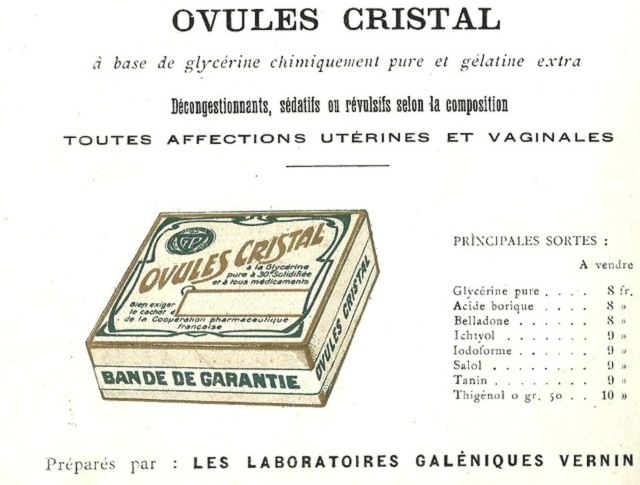 OVULES CRISTAL
à base de glycérine chimiquement pure et gélatine extra
Décongestionnants, sédatifs ou révulsifs selon la composition
TOUTES AFFECTIONS UTÉRINES ET VAGINALES
GP
OVULES CRISTAL
à la Glycérine
pure à 30° Solidifiée
et à tous médicaments
Bien exiger
le cachet
de la Coopération pharmaceutique
française
BANDE DE GARANTIE
OVULES CRISTAL
PRINCIPALES SORTES :
A vendre
Glycérine pure . . . . 8 fr.
Acide borique . . . . 8 »
Belladone . . . . . . 8 »
Ichtyol . . . . . . . 9 »
Iodoforme . . . . . . 9 »
Salol . . . . . . . . 9 »
Tanin . . . . . . . . 9 »
Thigénol 0 gr. 50 . . 10 »
Préparés par : LES LABORATOIRES GALÉNIQUES VERNIN